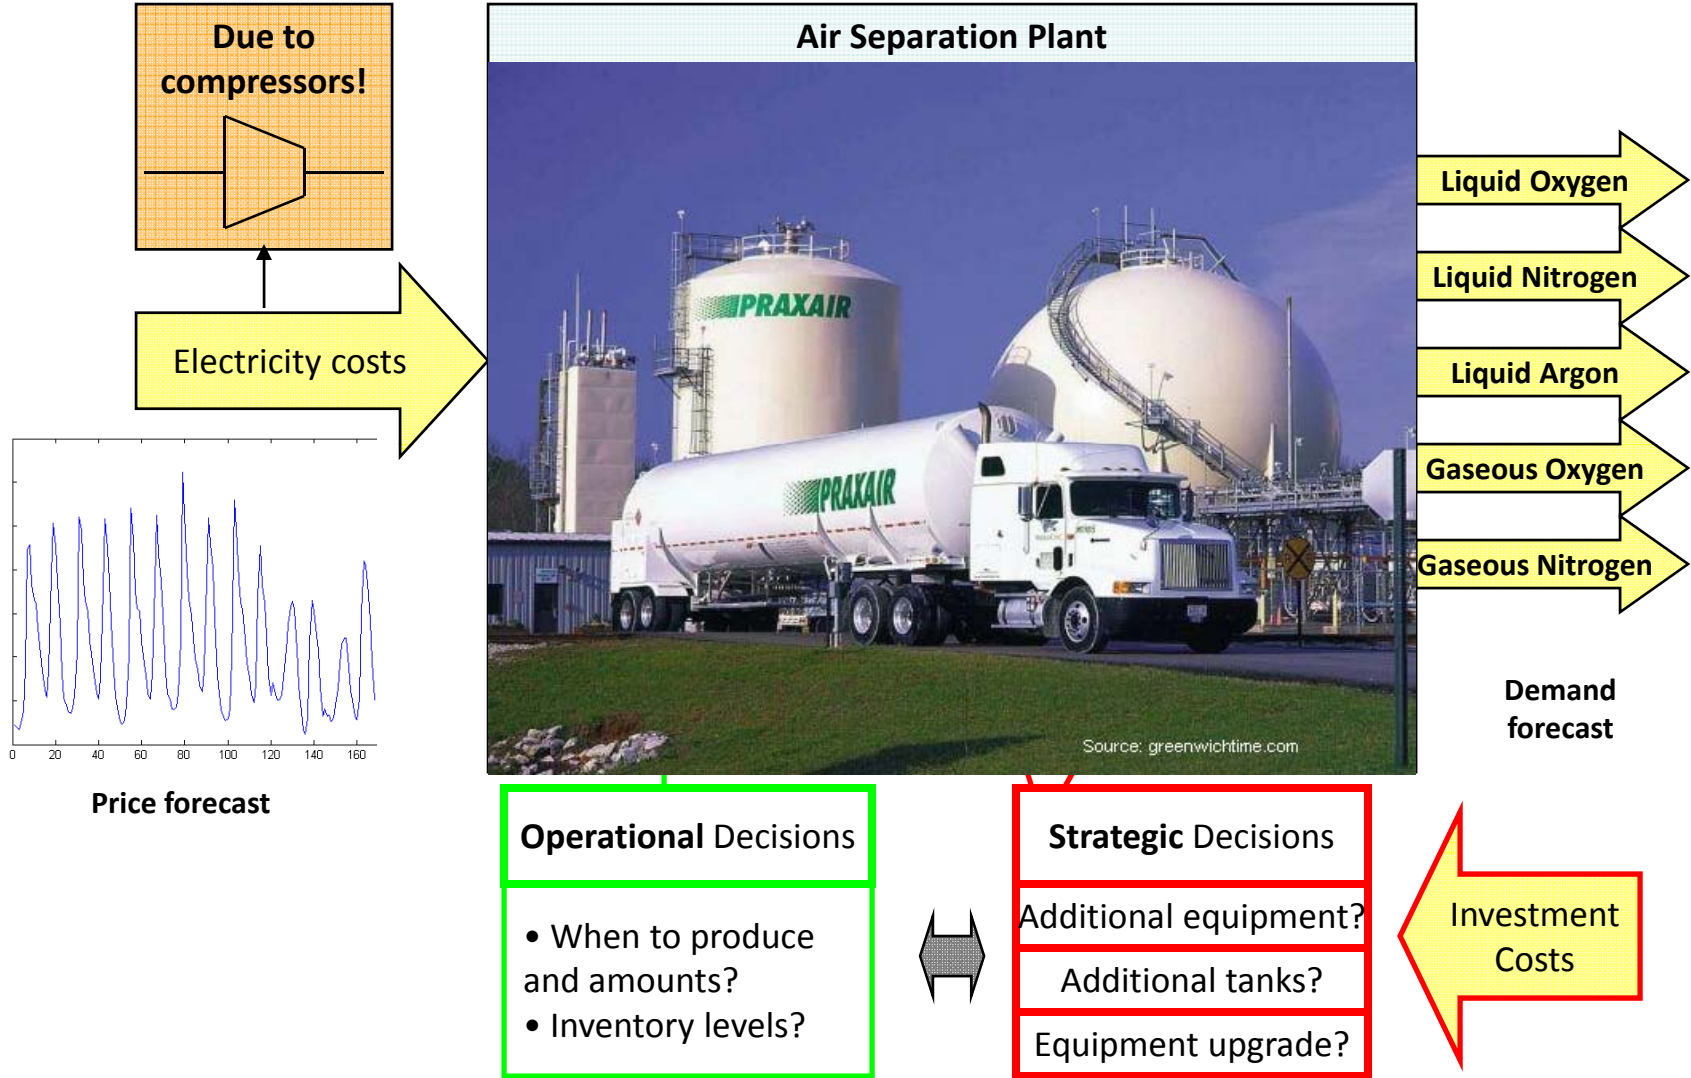 Due to
compressors!
Air Separation Plant
PRAXAIR
PRAXAIR
Source: greenwichtime.com
Electricity costs
0 20 40 60 80 100 120 140 160
Price forecast
Liquid Oxygen
Liquid Nitrogen
Liquid Argon
Gaseous Oxygen
Gaseous Nitrogen
Demand
forecast
Operational Decisions
• When to produce
and amounts?
• Inventory levels?
Strategic Decisions
Additional equipment?
Additional tanks?
Equipment upgrade?
Investment
Costs